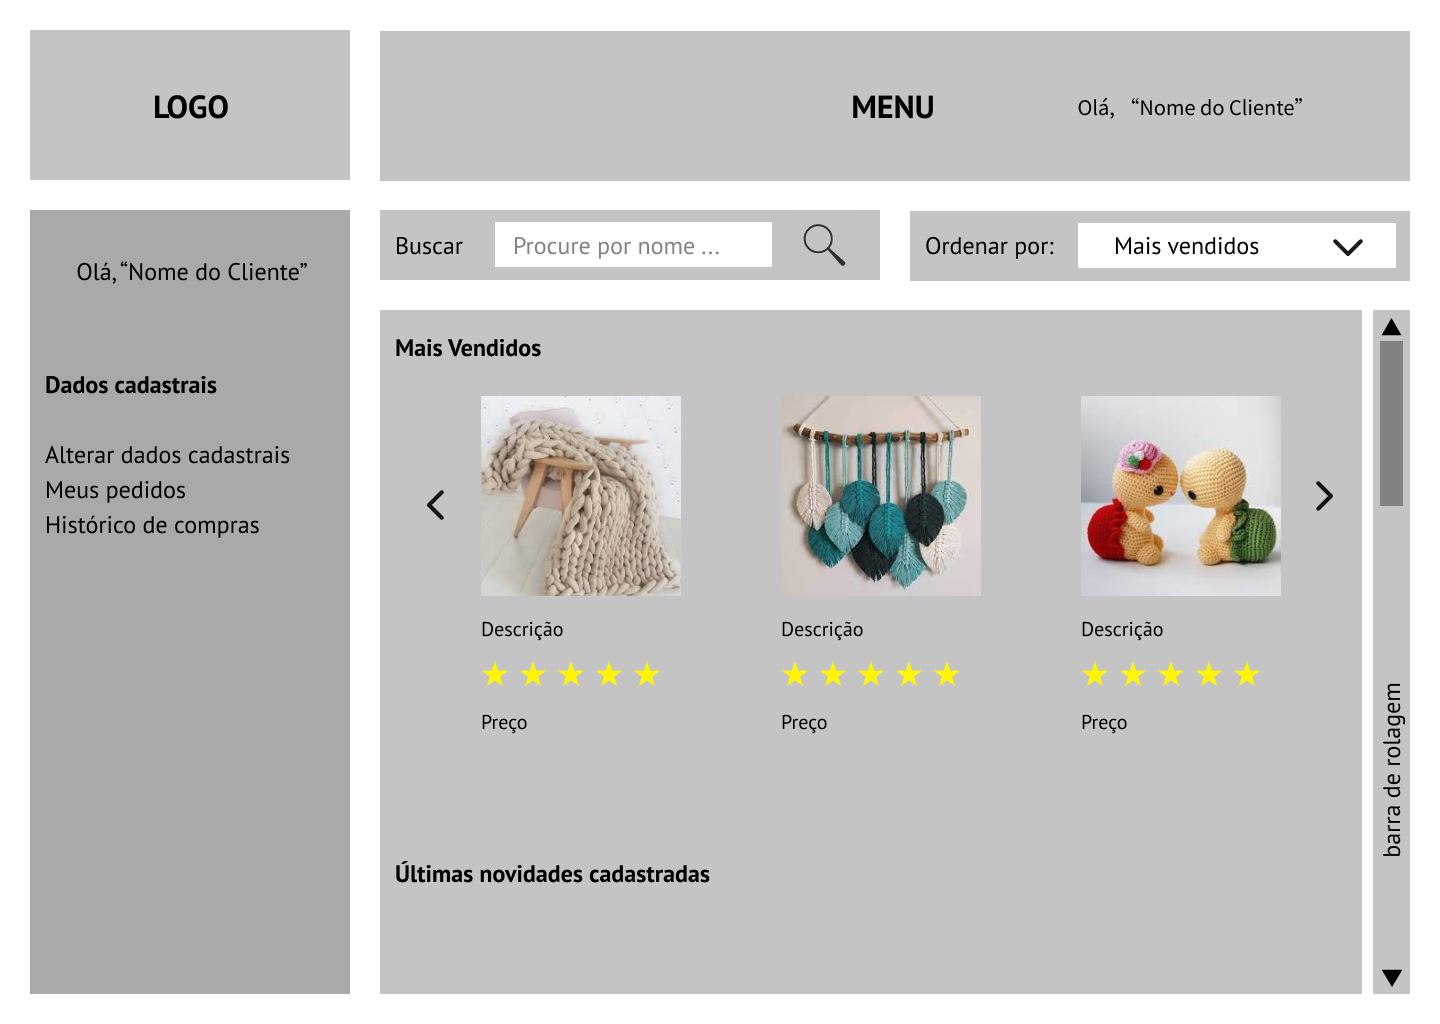 LOGO
MENU
Olá, “Nome do Cliente”
Olá, “Nome do Cliente”
Dados cadastrais
Alterar dados cadastrais
Meus pedidos
Histórico de compras
Buscar
Procure por nome ...
Ordenar por:
Mais vendidos
Mais Vendidos
Descrição
Preço
Descrição
Preço
Descrição
Preço
Últimas novidades cadastradas
barra de rolagem